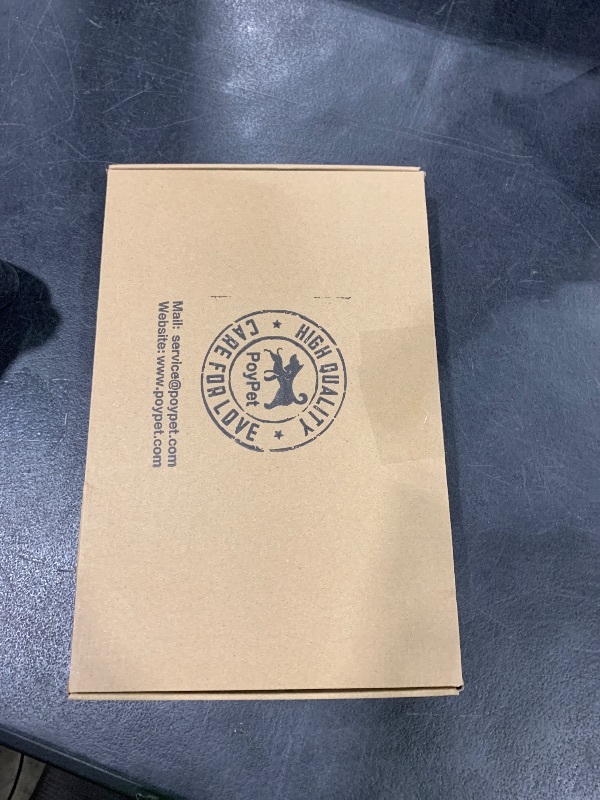 HIGH QUALITY
PoyPet
CARE FOR LOVE
Mail: service@poypet.com
Website: www.poypet.com